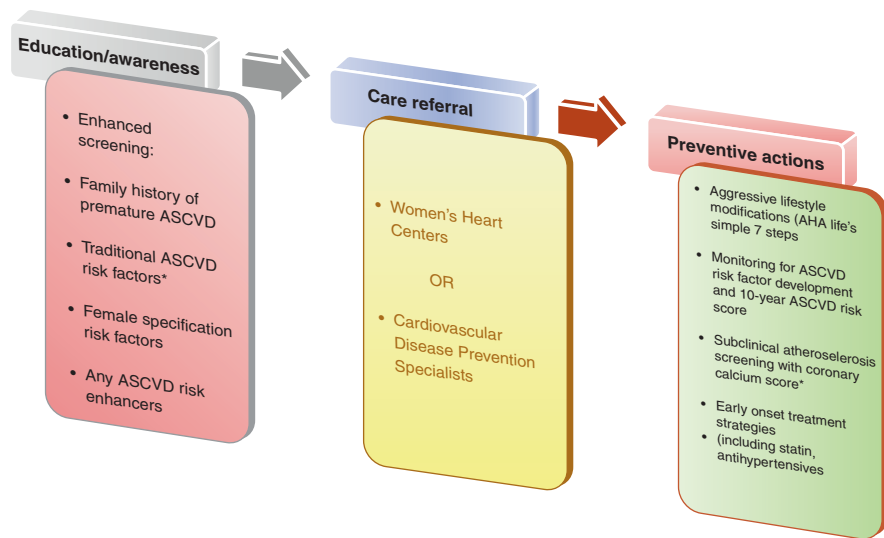 Education/awareness
• Enhanced
screening:
• Family history of
premature ASCVD
• Traditional ASCVD
risk factors*
• Female specification
risk factors
• Any ASCVD risk
enhancers
Care referral
• Women's Heart
Centers
OR
• Cardiovascular
Disease Prevention
Specialists
Preventive actions
• Aggressive lifestyle
modifications (AHA life's
simple 7 steps
• Monitoring for ASCVD
risk factor development
and 10-year ASCVD risk
score
• Subclinical atheroselerosis
screening with coronary
calcium score*
• Early onset treatment
strategies
• (including statin,
antihypertensives